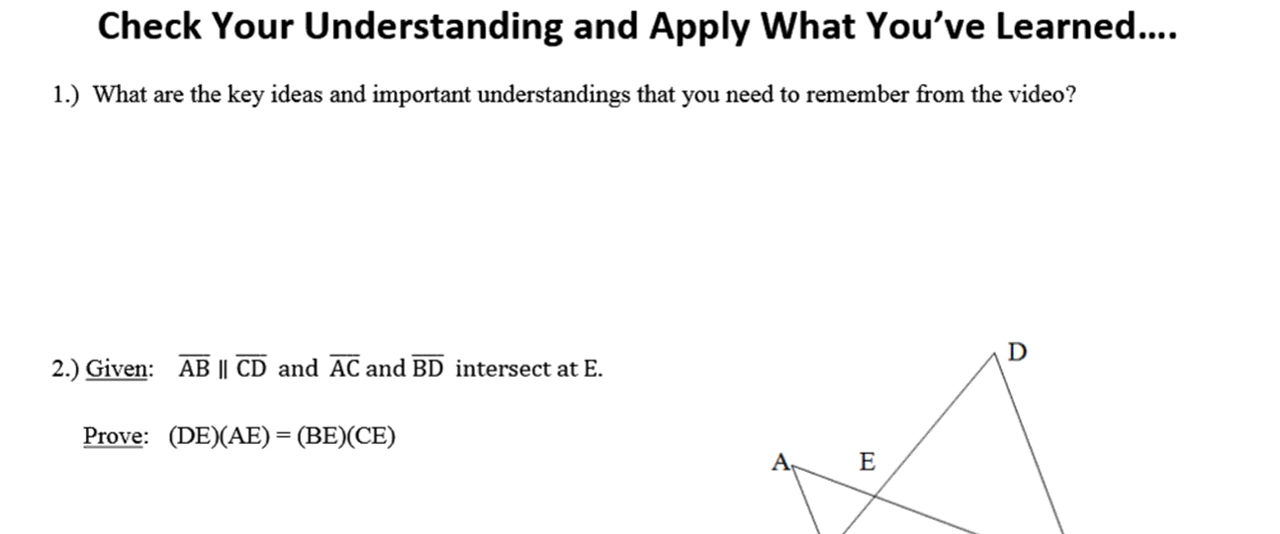 Check Your Understanding and Apply What You’ve Learned....
1.) What are the key ideas and important understandings that you need to remember from the video?
2.) Given: AB || CD and AC and BD intersect at E.
Prove: (DE)(AE) = (BE)(CE)
D
A
E